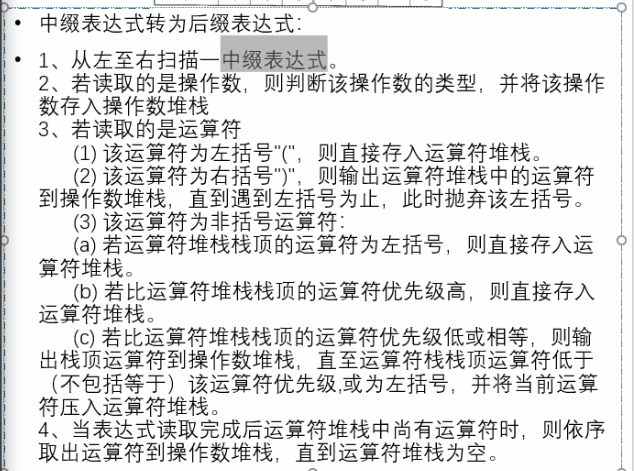 • 中缀表达式转为后缀表达式：
• 1、从左至右扫描一中缀表达式。
2、若读取的是操作数，则判断该操作数的类型，并将该操作
数存入操作数堆栈
3、若读取的是运算符
(1) 该运算符为左括号"("，则直接存入运算符堆栈。
(2) 该运算符为右括号")"，则输出运算符堆栈中的运算符
到操作数堆栈，直到遇到左括号为止，此时抛弃该左括号。
(3) 该运算符为非括号运算符：
(a) 若运算符堆栈栈顶的运算符为左括号，则直接存入运
算符堆栈。
(b) 若比运算符堆栈栈顶的运算符优先级高，则直接存入
运算符堆栈。
(c) 若比运算符堆栈栈顶的运算符优先级低或相等，则输
出栈顶运算符到操作数堆栈，直至运算符栈栈顶运算符低于
（不包括等于）该运算符优先级,或为左括号，并将当前运算
符压入运算符堆栈。
4、当表达式读取完成后运算符堆栈中尚有运算符时，则依序
取出运算符到操作数堆栈，直到运算符堆栈为空。